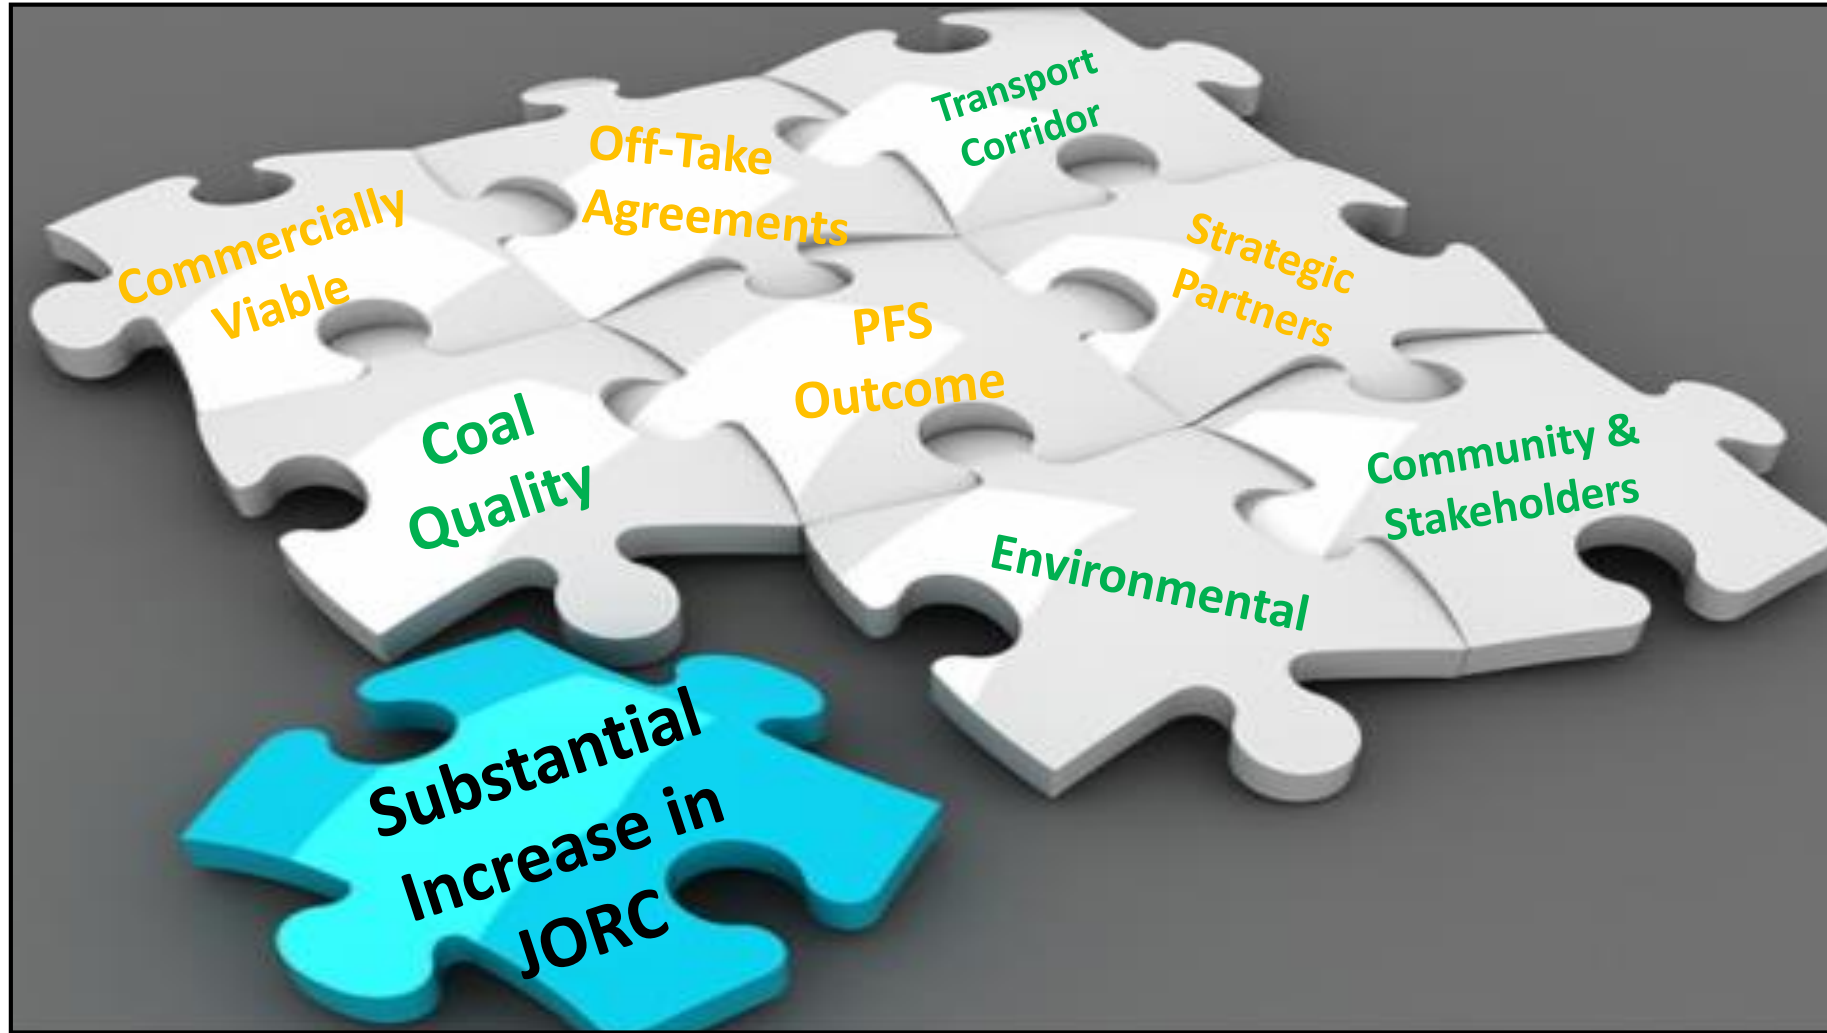 Transport
Corridor
Off-Take
Agreements
Commercially
Viable
Strategic
Partners
PFS
Outcome
Coal
Quality
Community &
Stakeholders
Environmental
Substantial
Increase in
JORC